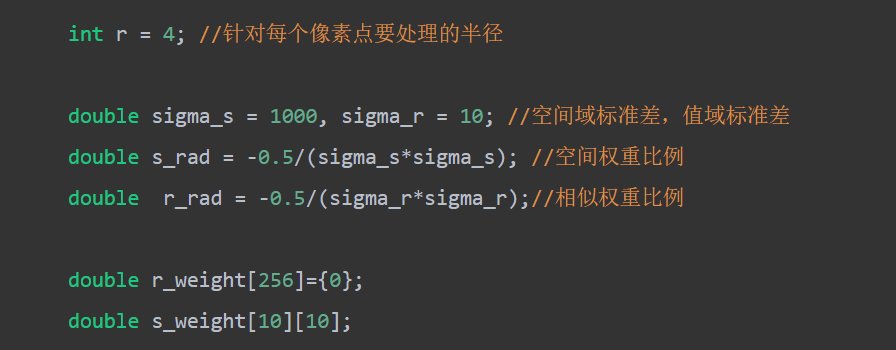 int r = 4; //针对每个像素点要处理的半径
double sigma_s = 1000, sigma_r = 10; //空间域标准差，值域标准差
double s_rad = -0.5/(sigma_s*sigma_s); //空间权重比例
double  r_rad = -0.5/(sigma_r*sigma_r);//相似权重比例
double r_weight[256]={0};
double s_weight[10][10];